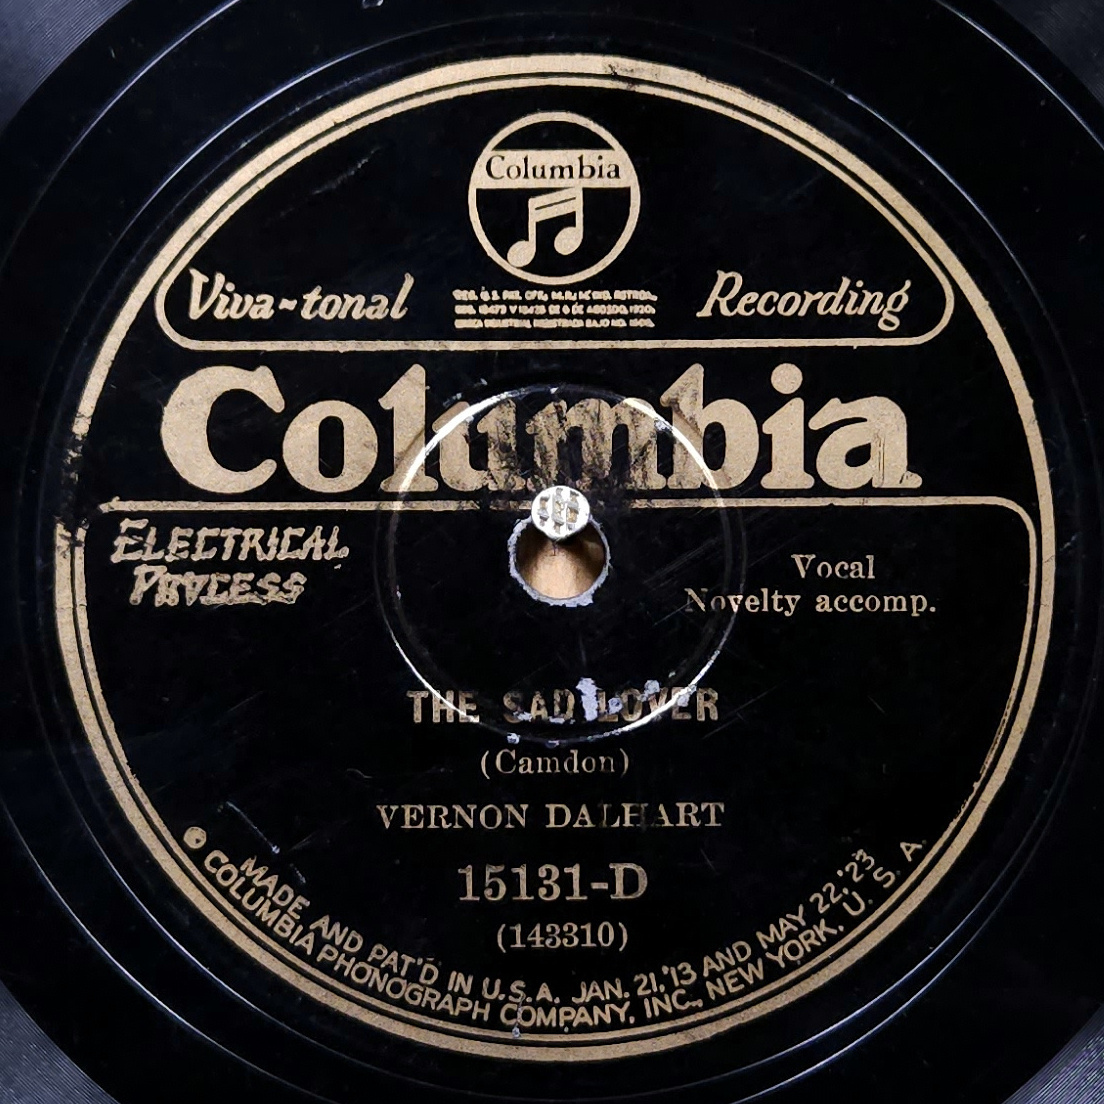 Columbia
Viva-tonal
Recording
Columbia
ELECTRICAL
PROCESS
Vocal
Novelty accomp.
THE SAD LOVER
(Camdon)
VERNON DALHART
15131-D
(143310)
MADE AND PAT'D IN U.S.A. JAN. 21,'13 AND MAY 22,'23
COLUMBIA PHONOGRAPH COMPANY, INC., NEW YORK, U. S. A.